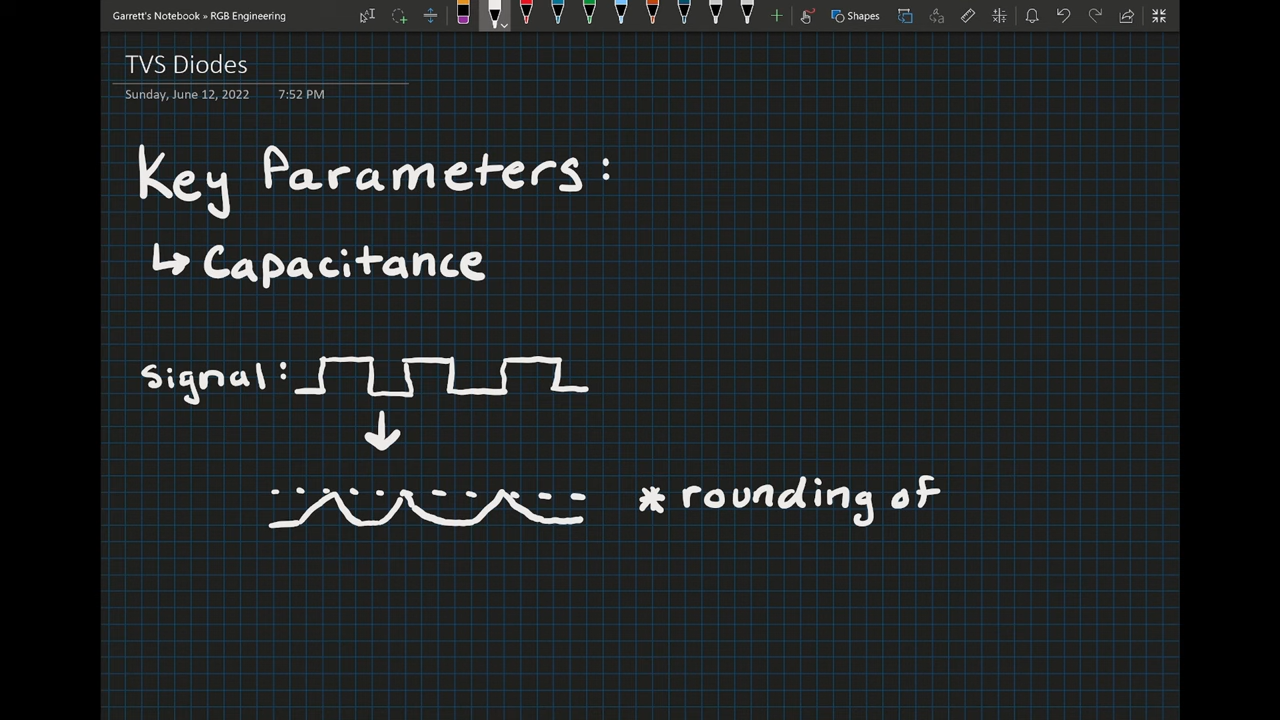 Garrett's Notebook » RGB Engineering
Shapes
TVS Diodes
Sunday, June 12, 2022 7:52 PM
Key Parameters:
↳ Capacitance
signal:
* rounding of